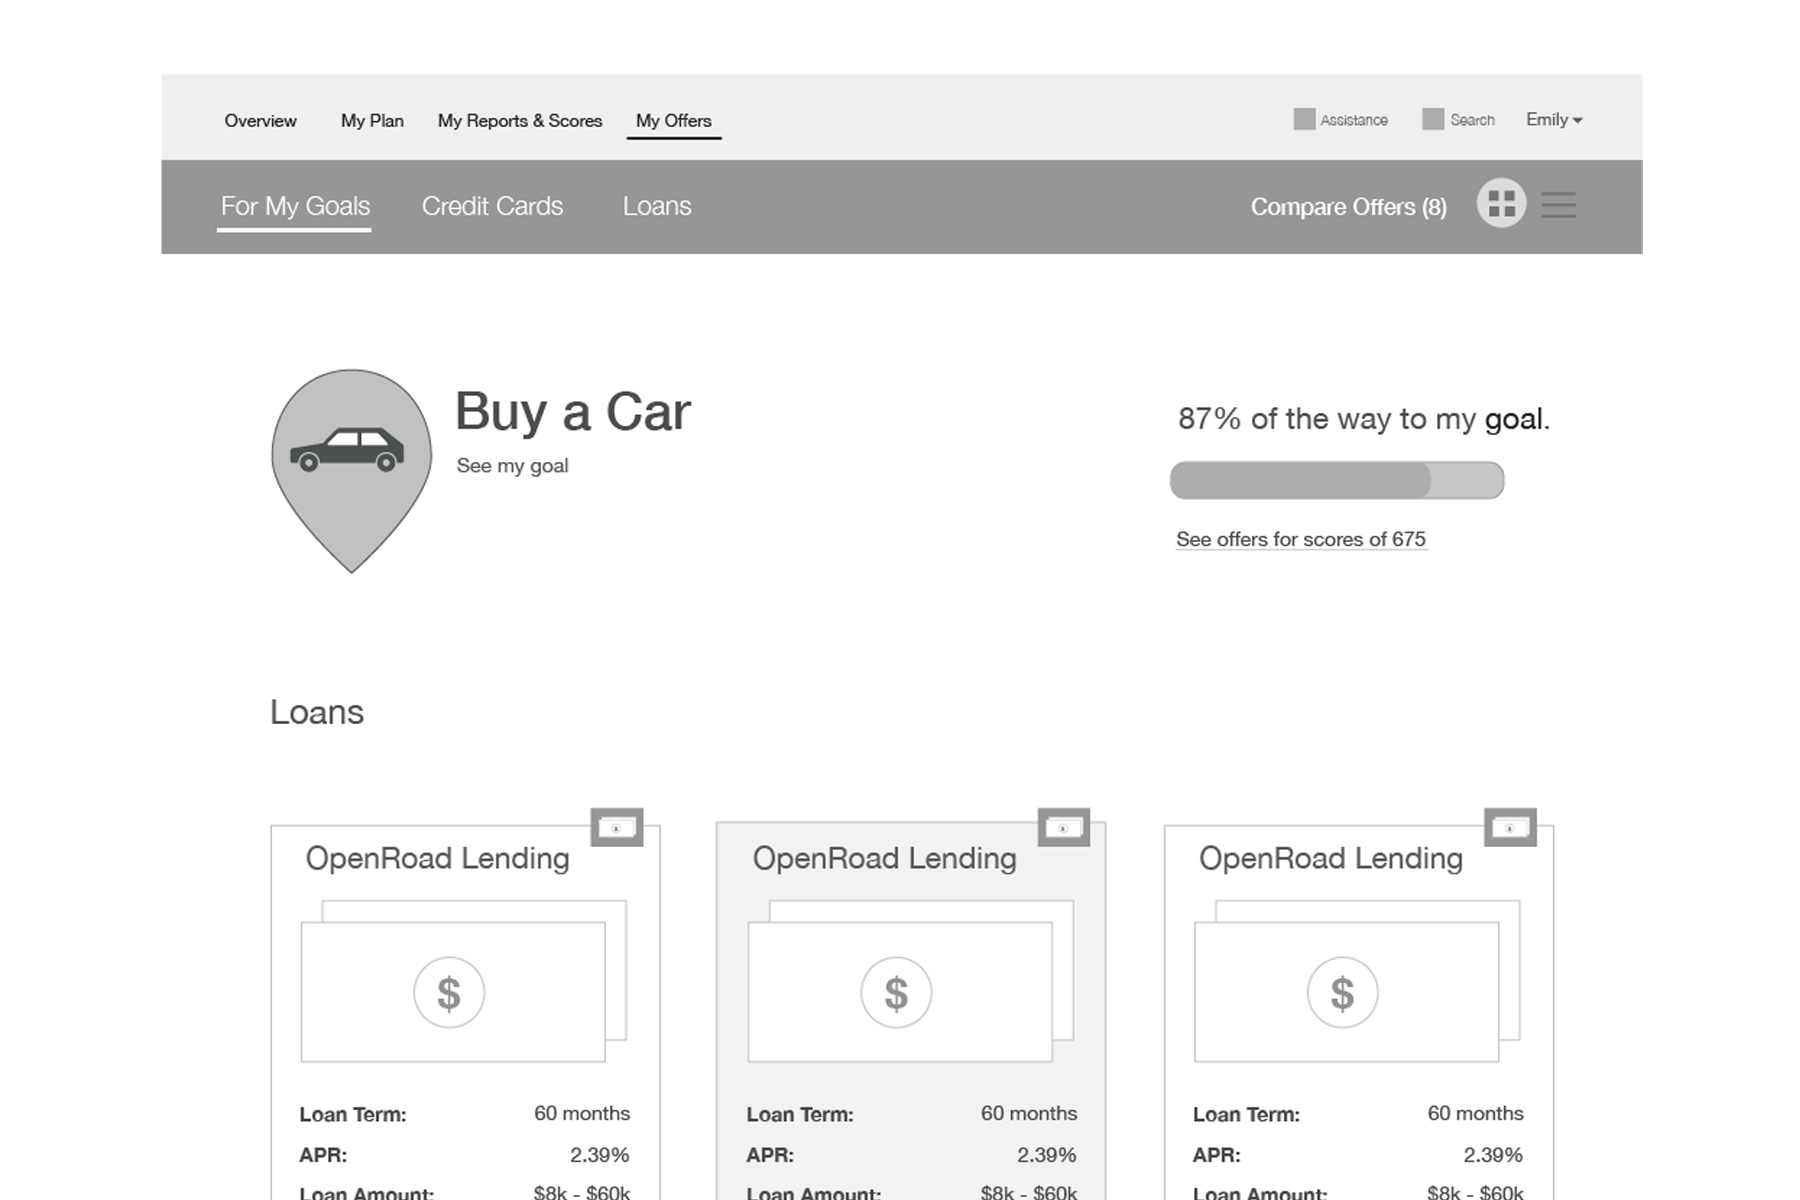 Overview My Plan My Reports & Scores My Offers Assistance Search Emily
For My Goals Credit Cards Loans Compare Offers (8)
Buy a Car
See my goal
87% of the way to my goal.
See offers for scores of 675
Loans
OpenRoad Lending
$
Loan Term: 60 months
APR: 2.39%
Loan Amount: $8k - $60k
OpenRoad Lending
$
Loan Term: 60 months
APR: 2.39%
Loan Amount: $8k - $60k
OpenRoad Lending
$
Loan Term: 60 months
APR: 2.39%
Loan Amount: $8k - $60k